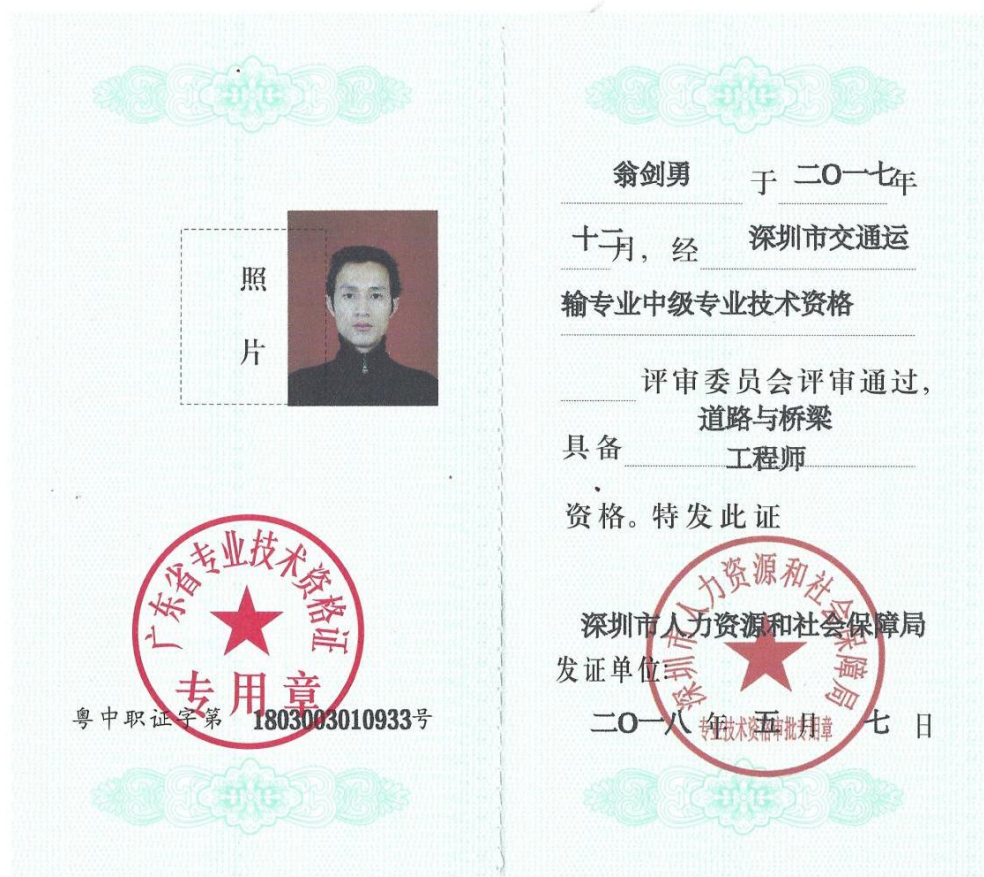 照
片
广东省专业技术资格证
专用章
粤中职证字第 1803003010933号
翁剑勇 于 二O一七年
十二月，经 深圳市交通运
输专业中级专业技术资格
评审委员会评审通过，
道路与桥梁
具备 工程师
资格。特发此证
深圳市人力资源和社会保障局
深圳市人力资源和社会保障局
发证单位：
二O一八 年 五 月 七 日
专业技术资格审批专用章